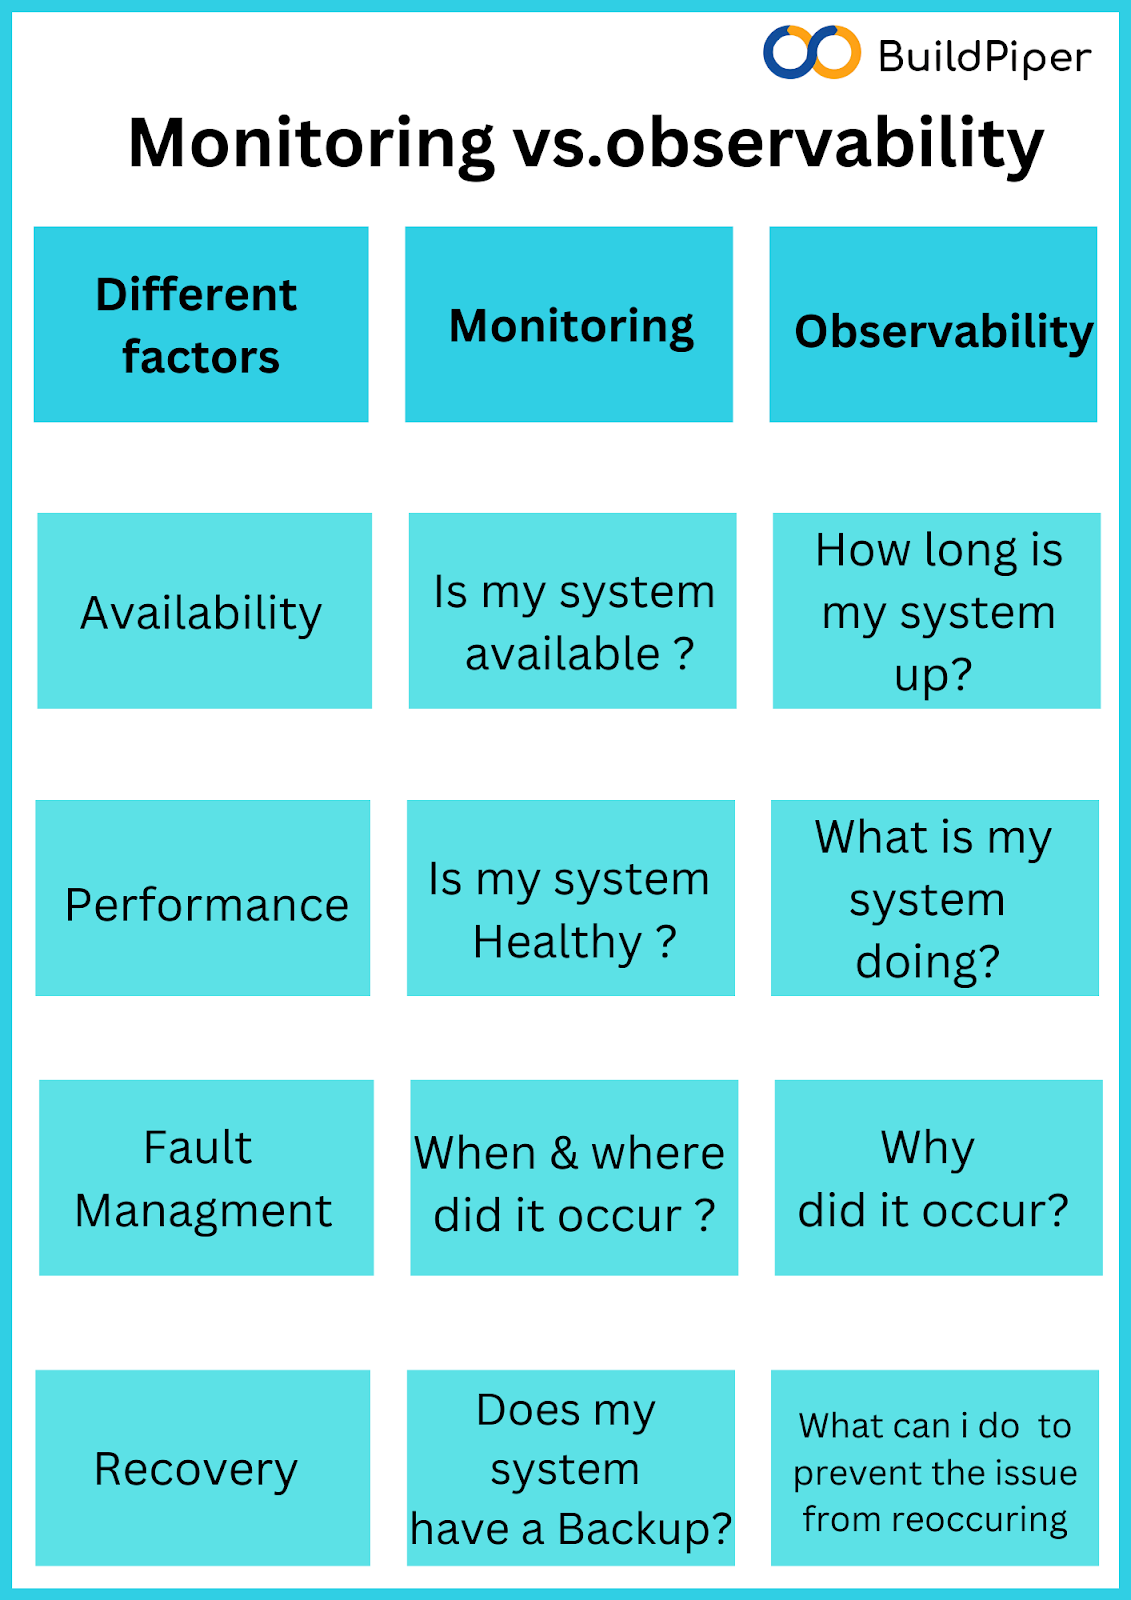 BuildPiper
Monitoring vs.observability
Different
factors
Monitoring
Observability
Availability
Is my system
available ?
How long is
my system
up?
Performance
Is my system
Healthy ?
What is my
system
doing?
Fault
Managment
When & where
did it occur ?
Why
did it occur?
Recovery
Does my
system
have a Backup?
What can i do  to
prevent the issue
from reoccuring